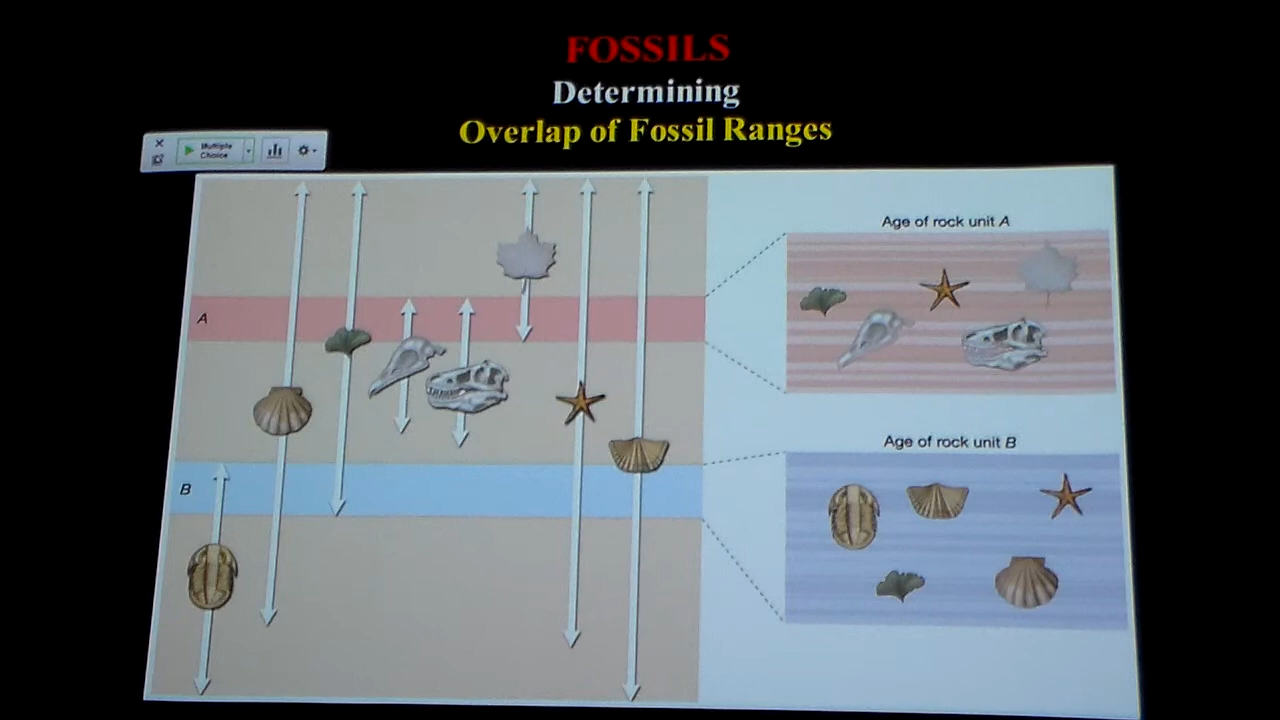 FOSSILS
Determining
Overlap of Fossil Ranges
Multiple
Choice
Age of rock unit A
A
Age of rock unit B
B